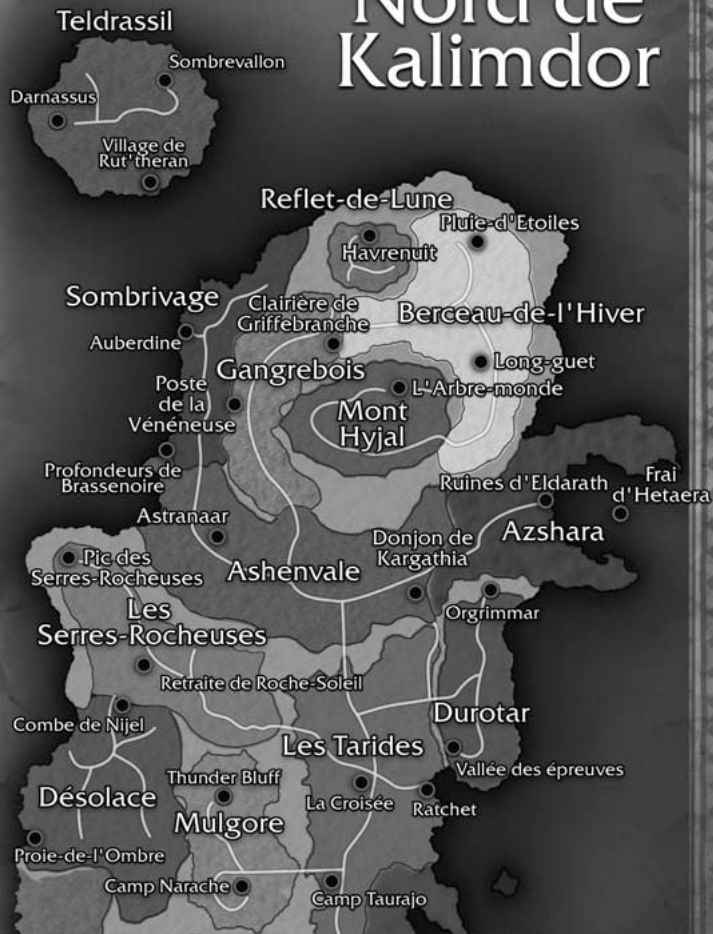 Nord de
Kalimdor
Teldrassil
Sombrevallon
Darnassus
Village de
Rut'theran
Reflet-de-Lune
Pluie-d'Etoiles
Havrenuit
Sombrivage
Clairière de
Griffebranche
Berceau-de-l'Hiver
Auberdine
Long-guet
Gangrebois
L'Arbre-monde
Poste
de la
Vénéneuse
Mont
Hyjal
Profondeurs de
Brassenoire
Ruines d'Eldarath
Frai
d'Hetaera
Astranaar
Donjon de
Kargathia
Azshara
Pic des
Serres-Rocheuses
Ashenvale
Orgrimmar
Les
Serres-Rocheuses
Retraite de Roche-Soleil
Combe de Nijel
Durotar
Les Tarides
Vallée des épreuves
Thunder Bluff
Désolace
La Croisée
Ratchet
Mulgore
Proie-de-l'Ombre
Camp Narache
Camp Taurajo